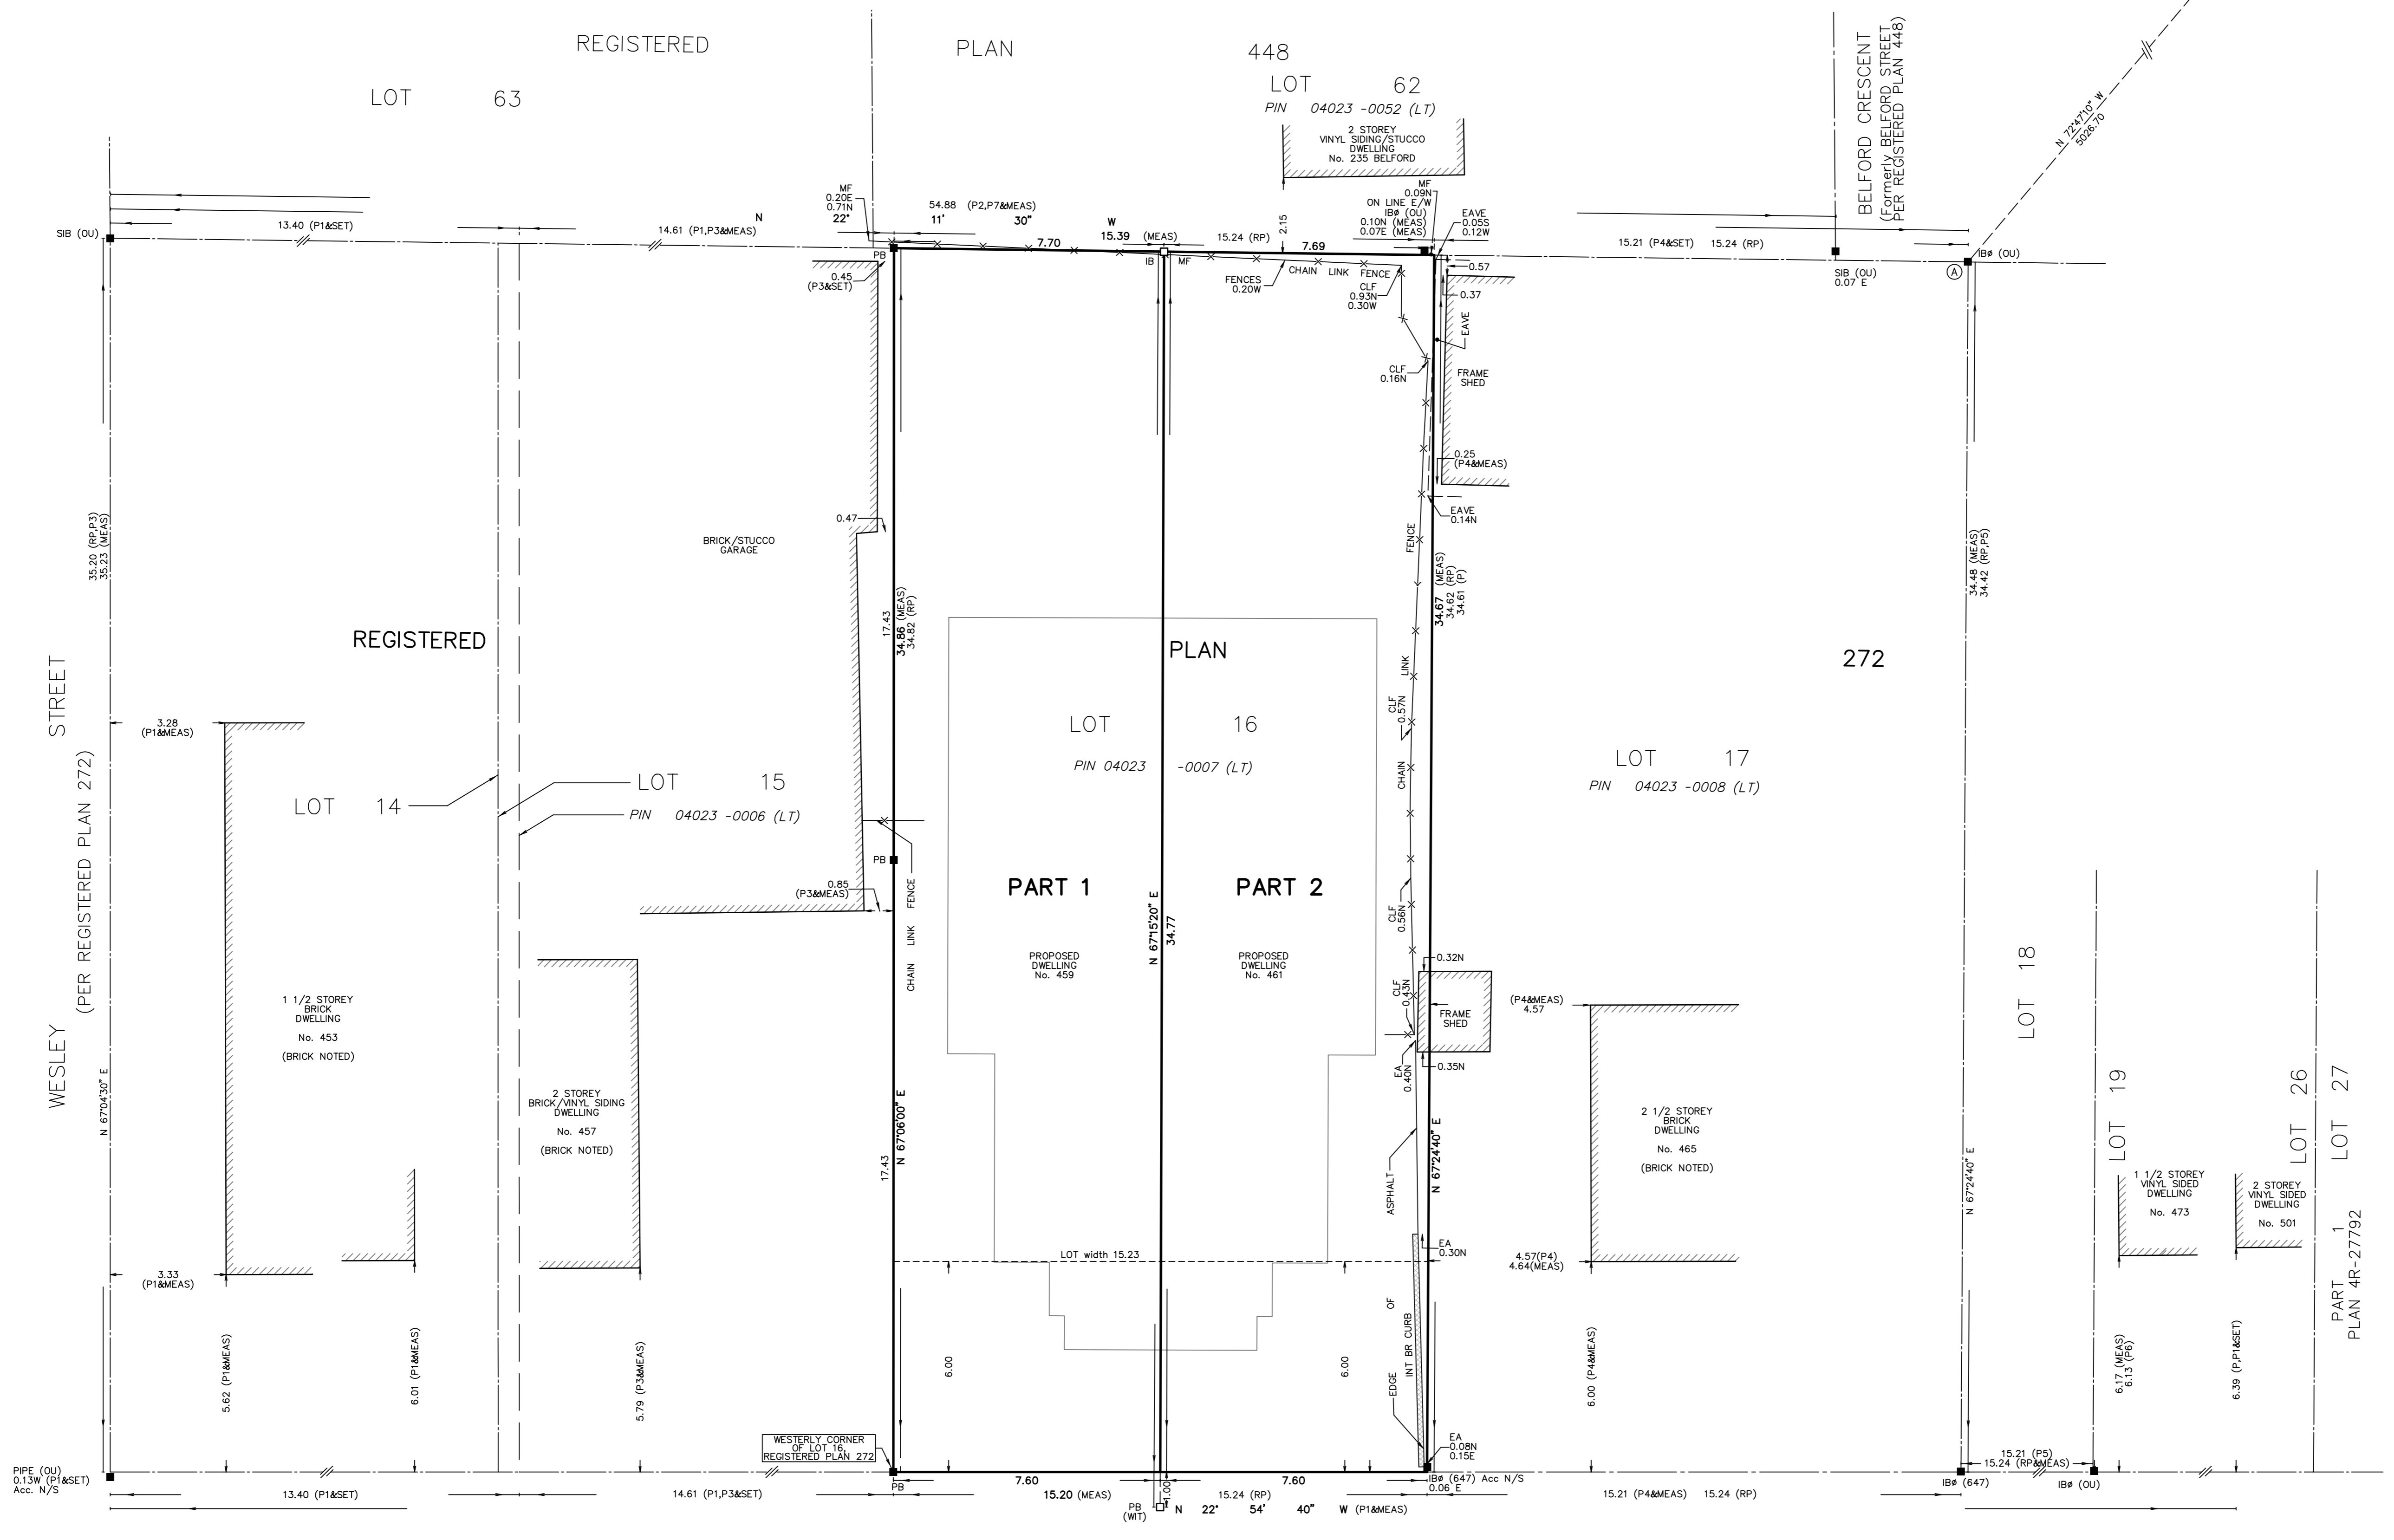 REGISTERED PLAN 448
LOT 63
LOT 62
PIN 04023 -0052 (LT)
2 STOREY
VINYL SIDING/STUCCO
DWELLING
No. 235 BELFORD
BELFORD CRESCENT
(Formerly BELFORD STREET
PER REGISTERED PLAN 448)
N 72°47'10" W
5026.70
SIB (OU)
13.40 (P1&SET)
14.61 (P1,P3&MEAS)
N 22° 11' 30" W
54.88 (P2,P7&MEAS)
MF
0.20E
0.71N
PB
7.70
15.39 (MEAS)
15.24 (RP)
IB
MF
2.15
7.69
MF
0.09N
ON LINE E/W
IBø (OU)
0.10N (MEAS)
0.07E (MEAS)
EAVE
0.05S
0.12W
15.21 (P4&SET) 15.24 (RP)
SIB (OU)
0.07 E
A
IBø (OU)
0.45
(P3&SET)
FENCES
0.20W
CHAIN LINK FENCE
CLF
0.93N
0.30W
0.57
0.37
EAVE
CLF
0.16N
FRAME
SHED
0.25
(P4&MEAS)
EAVE
0.14N
0.47
BRICK/STUCCO
GARAGE
35.20 (RP,P3)
35.23 (MEAS)
17.43
34.86 (MEAS)
34.82 (RP)
FENCE
34.67 (MEAS)
34.62 (RP)
34.61 (P)
34.48 (MEAS)
34.42 (RP,P5)
REGISTERED PLAN 272
WESLEY STREET
(PER REGISTERED PLAN 272)
3.28
(P1&MEAS)
LOT 14
LOT 15
PIN 04023 -0006 (LT)
LOT 16
PIN 04023 -0007 (LT)
LINK
CLF
0.57N
CHAIN
LOT 17
PIN 04023 -0008 (LT)
PB
0.85
(P3&MEAS)
CHAIN LINK FENCE
PART 1
PART 2
N 67°15'20" E
34.77
CLF
0.56N
PROPOSED
DWELLING
No. 459
PROPOSED
DWELLING
No. 461
0.32N
CLF
0.43N
FRAME
SHED
0.35N
EA
0.40N
(P4&MEAS)
4.57
1 1/2 STOREY
BRICK
DWELLING
No. 453
(BRICK NOTED)
2 STOREY
BRICK/VINYL SIDING
DWELLING
No. 457
(BRICK NOTED)
2 1/2 STOREY
BRICK
DWELLING
No. 465
(BRICK NOTED)
LOT 18
LOT 19
LOT 26
LOT 27
N 67°04'30" E
17.43
N 67°06'00" E
N 67°24'40" E
N 67°24'40" E
1 1/2 STOREY
VINYL SIDED
DWELLING
No. 473
2 STOREY
VINYL SIDED
DWELLING
No. 501
PART 1
PLAN 4R-27792
3.33
(P1&MEAS)
LOT width 15.23
EA
0.30N
4.57(P4)
4.64(MEAS)
EDGE OF ASPHALT
INT BR CURB
5.62 (P1&MEAS)
6.01 (P1&MEAS)
5.79 (P3&MEAS)
6.00
6.00
6.00 (P4&MEAS)
6.17 (MEAS)
6.13 (P6)
6.39 (P,P1&SET)
WESTERLY CORNER
OF LOT 16,
REGISTERED PLAN 272
EA
0.08N
0.15E
PIPE (OU)
0.13W (P1&SET)
Acc. N/S
13.40 (P1&SET)
14.61 (P1,P3&SET)
PB
7.60
7.60
15.20 (MEAS)
15.24 (RP)
1.00
PB
(WIT)
N 22° 54' 40" W (P1&MEAS)
IBø (647) Acc N/S
0.06 E
15.21 (P4&MEAS) 15.24 (RP)
IBø (647)
15.21 (P5)
15.24 (RP&MEAS)
IBø (OU)